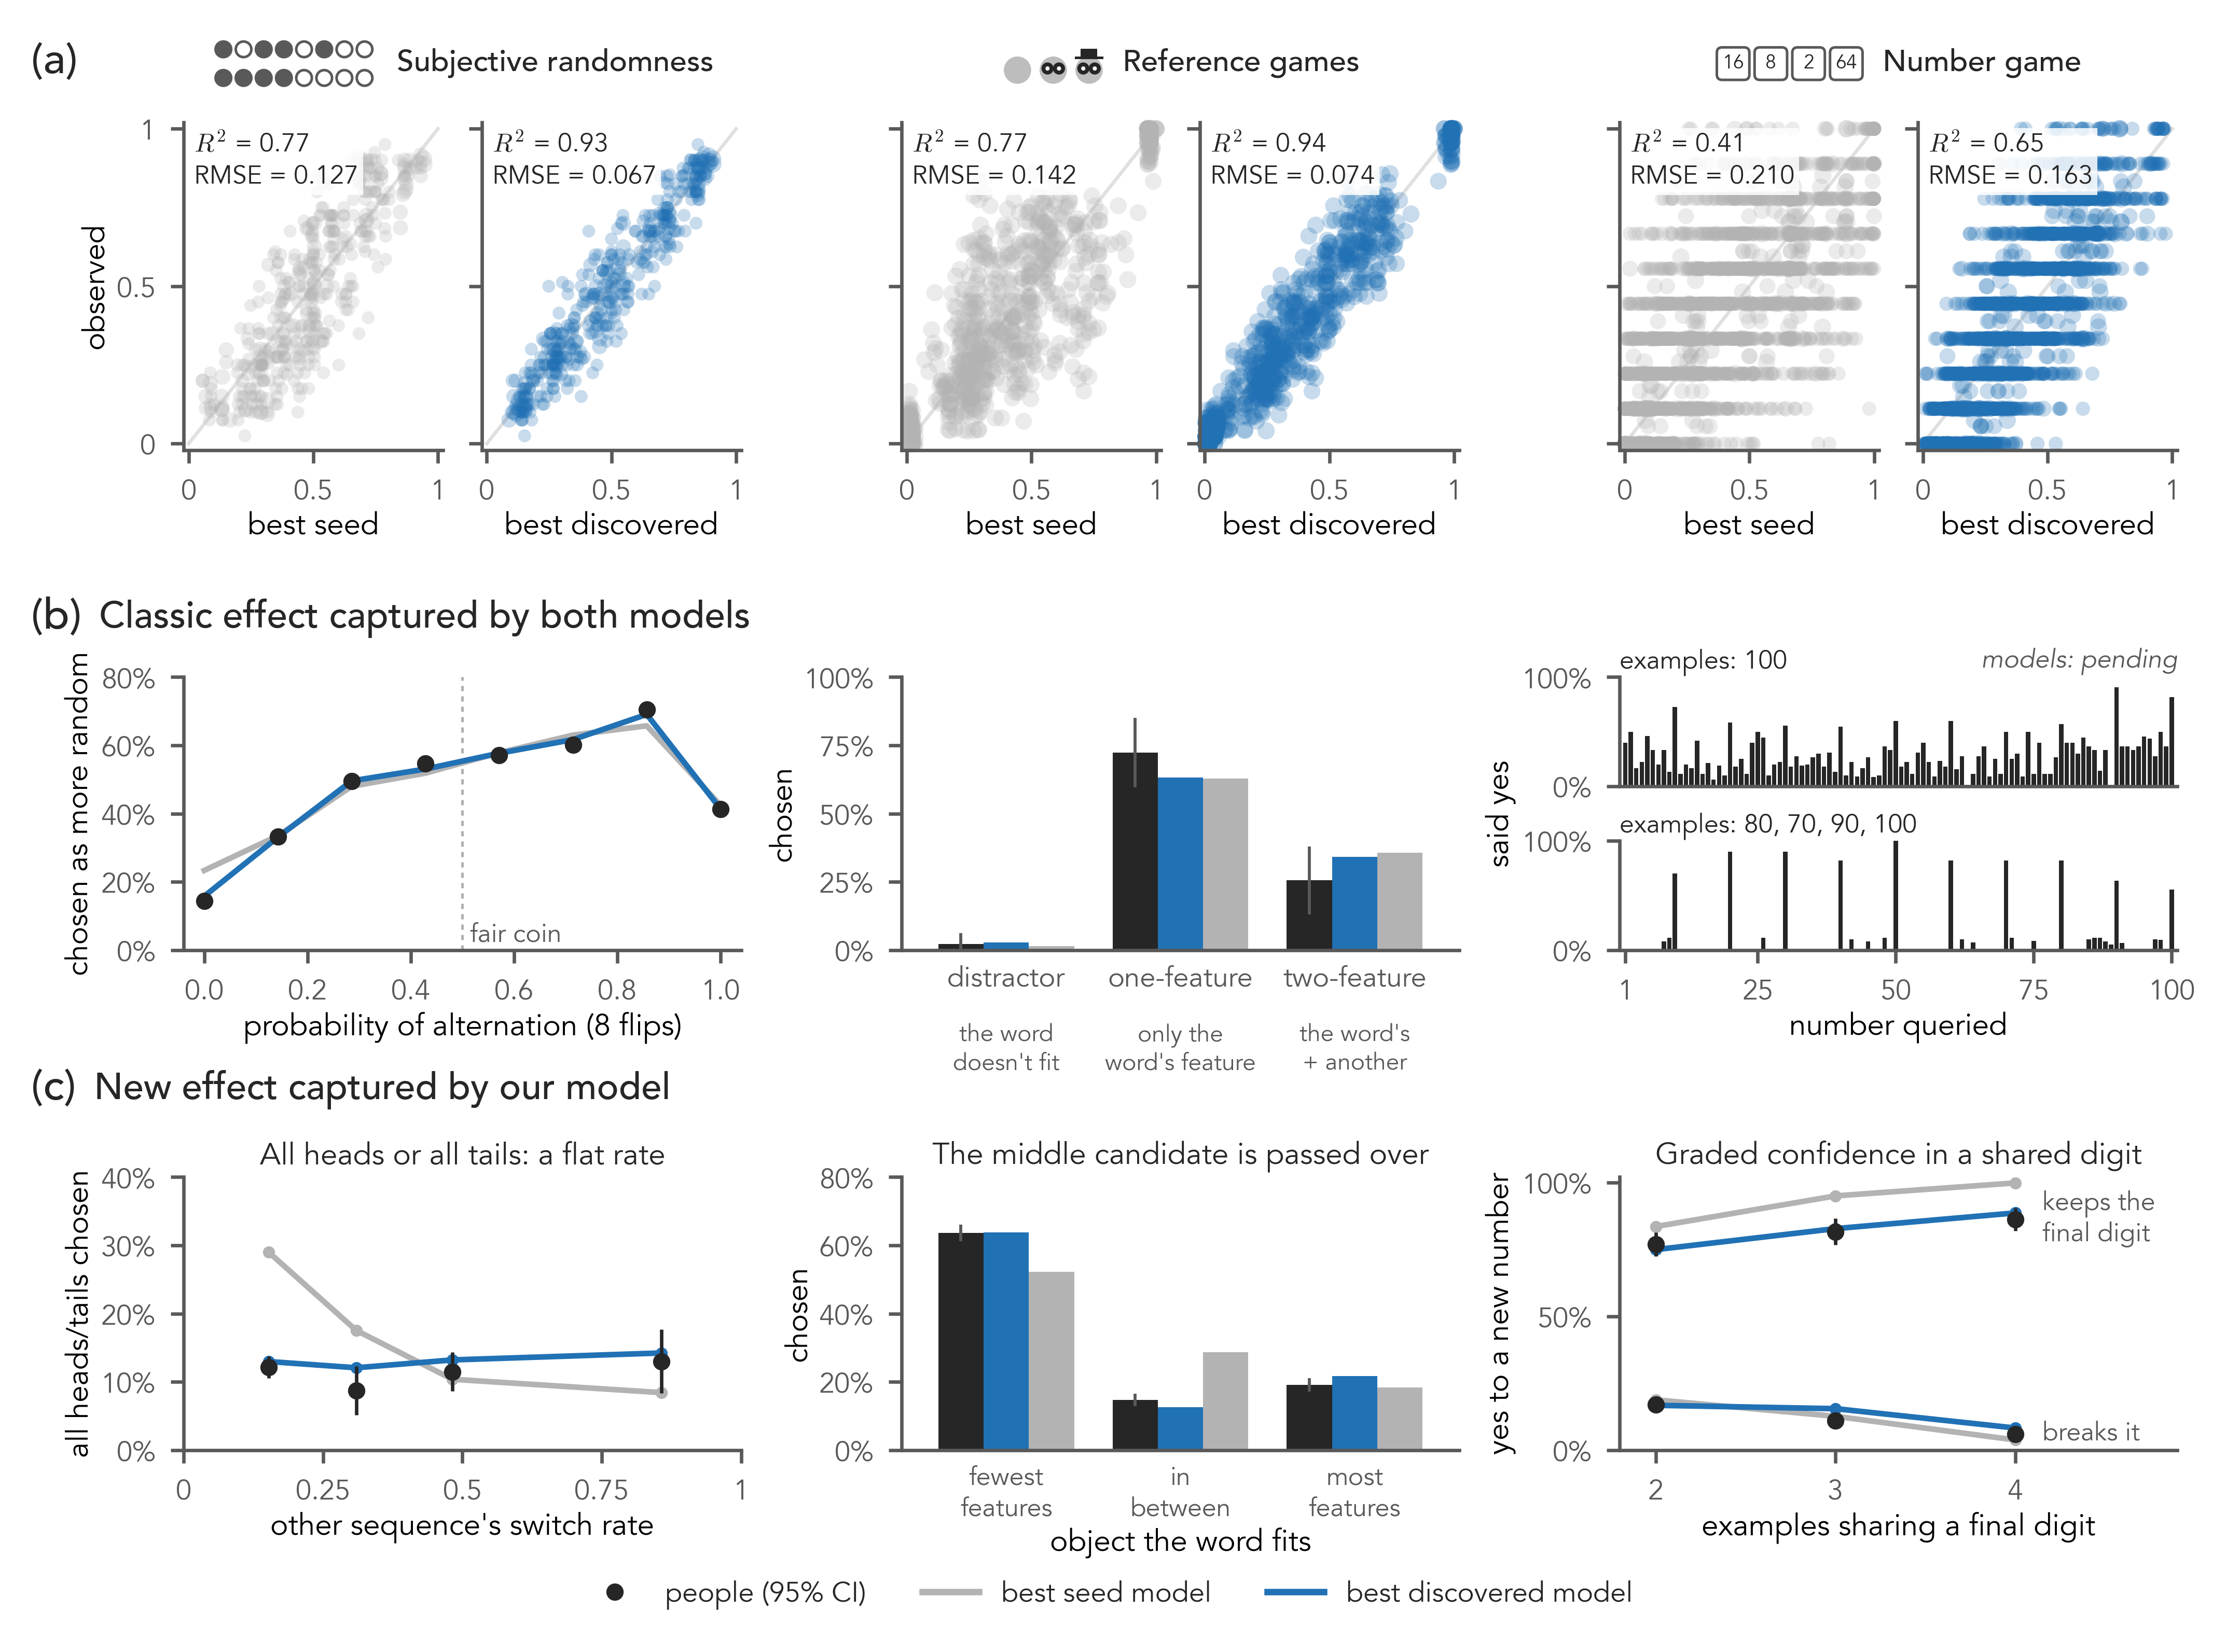 (a)
Subjective randomness
Reference games
16 8 2 64
Number game
R² = 0.77
RMSE = 0.127
R² = 0.93
RMSE = 0.067
R² = 0.77
RMSE = 0.142
R² = 0.94
RMSE = 0.074
R² = 0.41
RMSE = 0.210
R² = 0.65
RMSE = 0.163
observed
1
0.5
0
0 0.5 1
best seed
0 0.5 1
best discovered
0 0.5 1
best seed
0 0.5 1
best discovered
0 0.5 1
best seed
0 0.5 1
best discovered
(b) Classic effect captured by both models
chosen as more random
80%
60%
40%
20%
0%
fair coin
0.0 0.2 0.4 0.6 0.8 1.0
probability of alternation (8 flips)
chosen
100%
75%
50%
25%
0%
distractor one-feature two-feature
the word
doesn't fit
only the
word's feature
the word's
+ another
said yes
examples: 100
models: pending
100%
0%
examples: 80, 70, 90, 100
100%
0%
1 25 50 75 100
number queried
(c) New effect captured by our model
All heads or all tails: a flat rate
all heads/tails chosen
40%
30%
20%
10%
0%
0 0.25 0.5 0.75 1
other sequence's switch rate
The middle candidate is passed over
chosen
80%
60%
40%
20%
0%
fewest
features
in
between
most
features
object the word fits
Graded confidence in a shared digit
yes to a new number
100%
50%
0%
keeps the
final digit
breaks it
2 3 4
examples sharing a final digit
people (95% CI)
best seed model
best discovered model